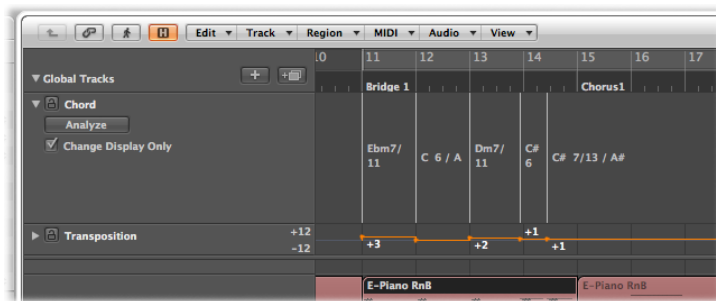 H Edit Track Region MIDI Audio View
10 11 12 13 14 15 16 17
Global Tracks
Bridge 1 Chorus1
Chord
Analyze
Change Display Only
Ebm7/
11
C 6 / A
Dm7/
11
C#
6
C# 7/13 / A#
Transposition
+12
-12
+3 +2 +1 +1
E-Piano RnB E-Piano RnB